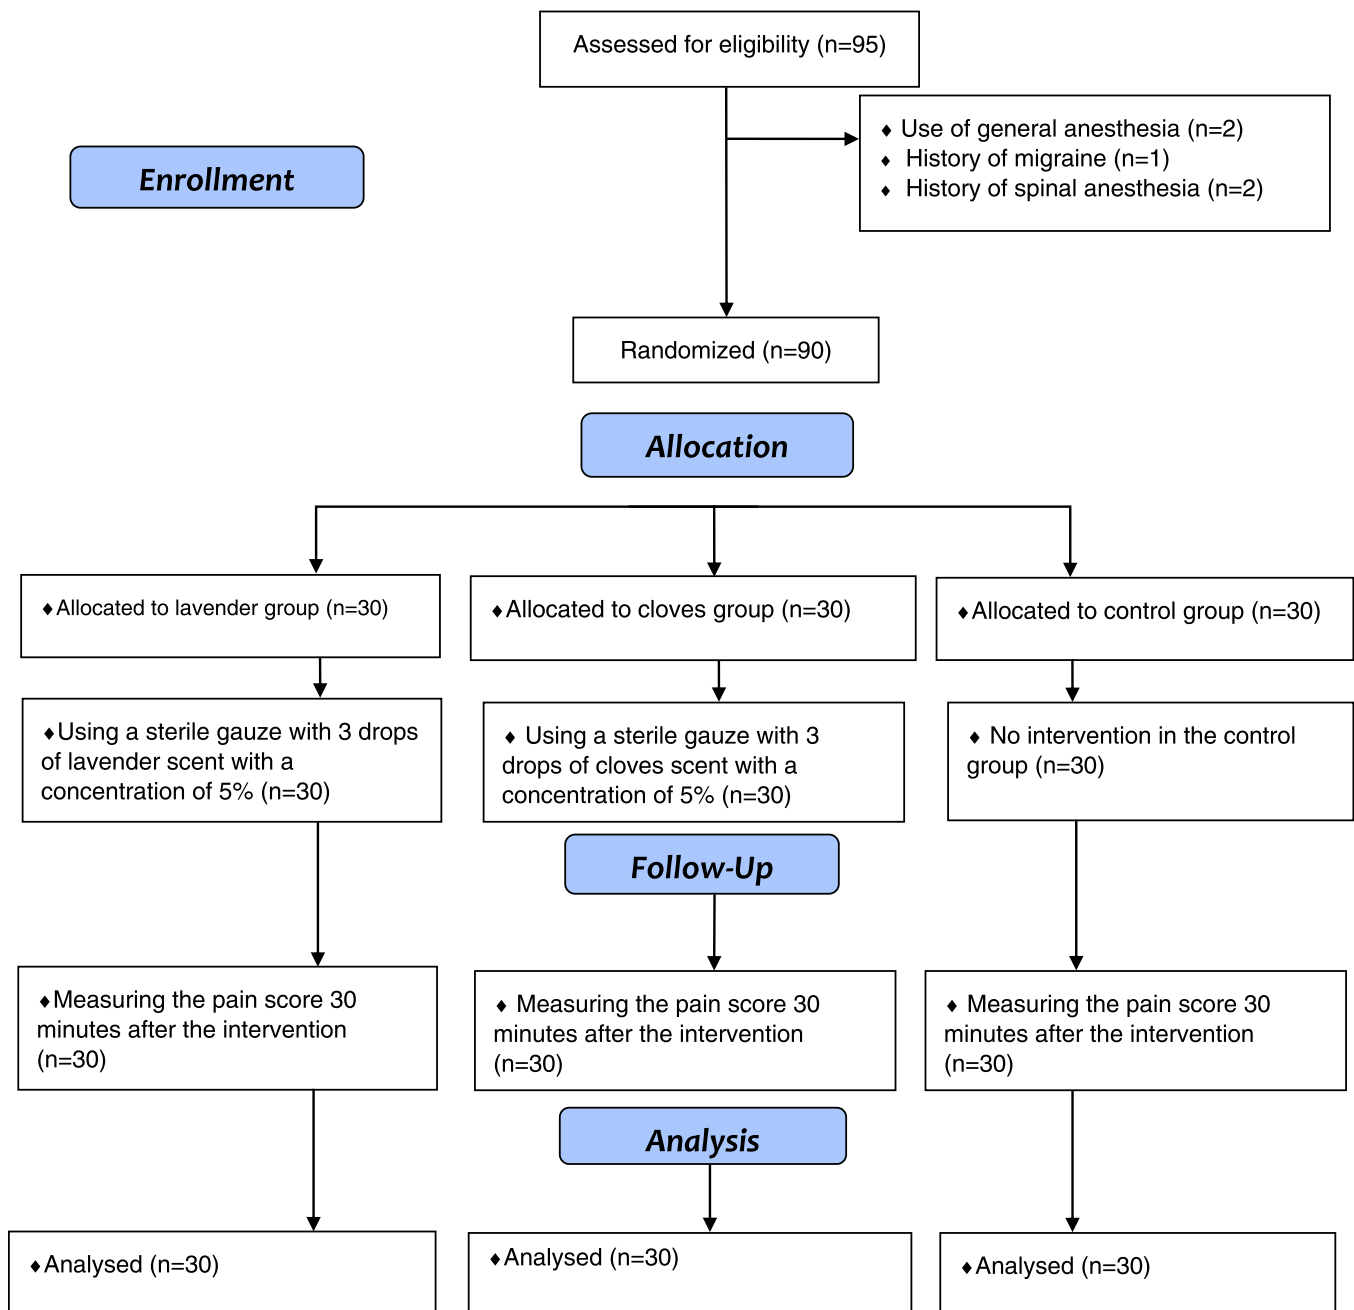 Assessed for eligibility (n=95)
♦ Use of general anesthesia (n=2)
♦ History of migraine (n=1)
♦ History of spinal anesthesia (n=2)
Enrollment
Randomized (n=90)
Allocation
♦Allocated to lavender group (n=30)
♦Allocated to cloves group (n=30)
♦Allocated to control group (n=30)
♦Using a sterile gauze with 3 drops
of lavender scent with a
concentration of 5% (n=30)
♦ Using a sterile gauze with 3
drops of cloves scent with a
concentration of 5% (n=30)
♦ No intervention in the control
group (n=30)
Follow-Up
♦Measuring the pain score 30
minutes after the intervention
(n=30)
♦ Measuring the pain score 30
minutes after the intervention
(n=30)
♦ Measuring the pain score 30
minutes after the intervention
(n=30)
Analysis
♦Analysed (n=30)
♦Analysed (n=30)
♦Analysed (n=30)